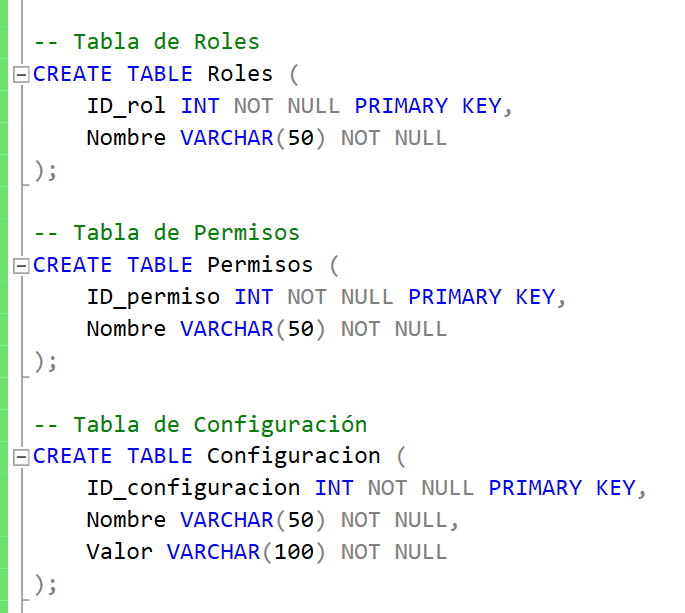 -- Tabla de Roles
CREATE TABLE Roles (
    ID_rol INT NOT NULL PRIMARY KEY,
    Nombre VARCHAR(50) NOT NULL
);

-- Tabla de Permisos
CREATE TABLE Permisos (
    ID_permiso INT NOT NULL PRIMARY KEY,
    Nombre VARCHAR(50) NOT NULL
);

-- Tabla de Configuración
CREATE TABLE Configuracion (
    ID_configuracion INT NOT NULL PRIMARY KEY,
    Nombre VARCHAR(50) NOT NULL,
    Valor VARCHAR(100) NOT NULL
);